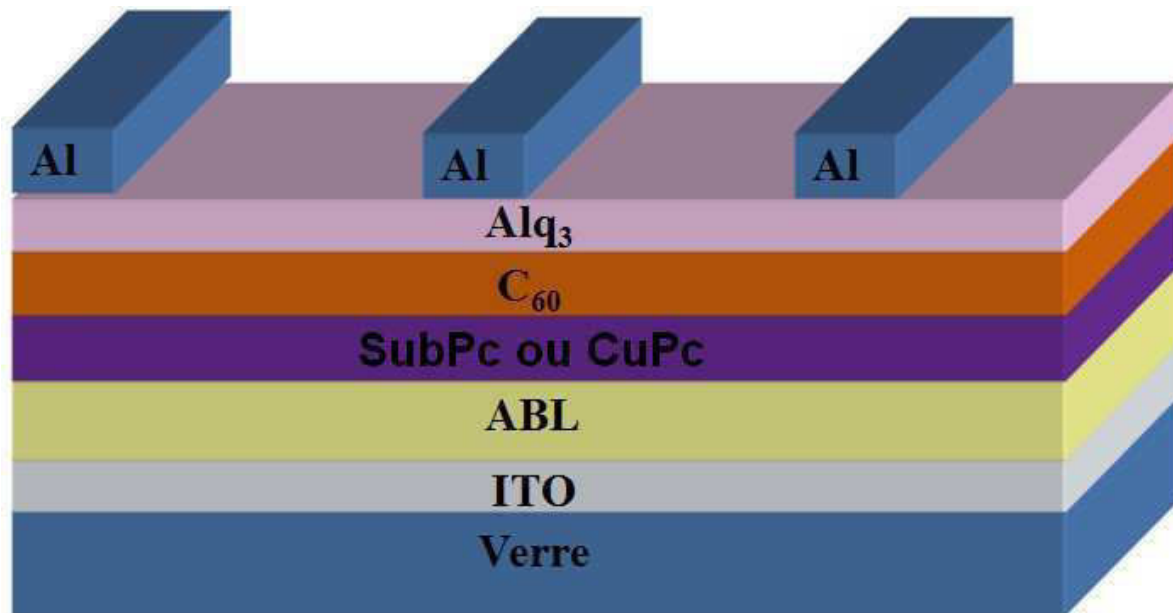 Al Al Al
Alq₃
C₆₀
SubPc ou CuPc
ABL
ITO
Verre